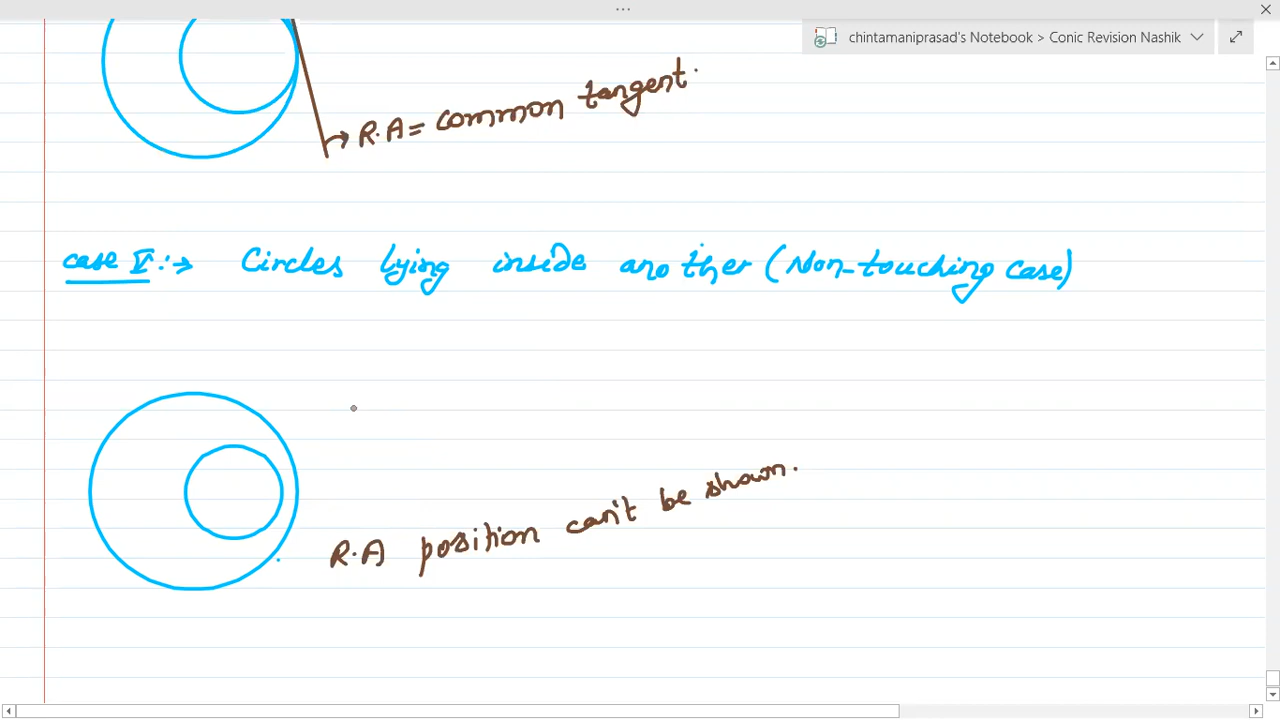 chintamaniprasad's Notebook > Conic Revision Nashik
R.A = common tangent.
case V :→ Circles lying inside another (Non-touching case)
R.A position can't be shown.